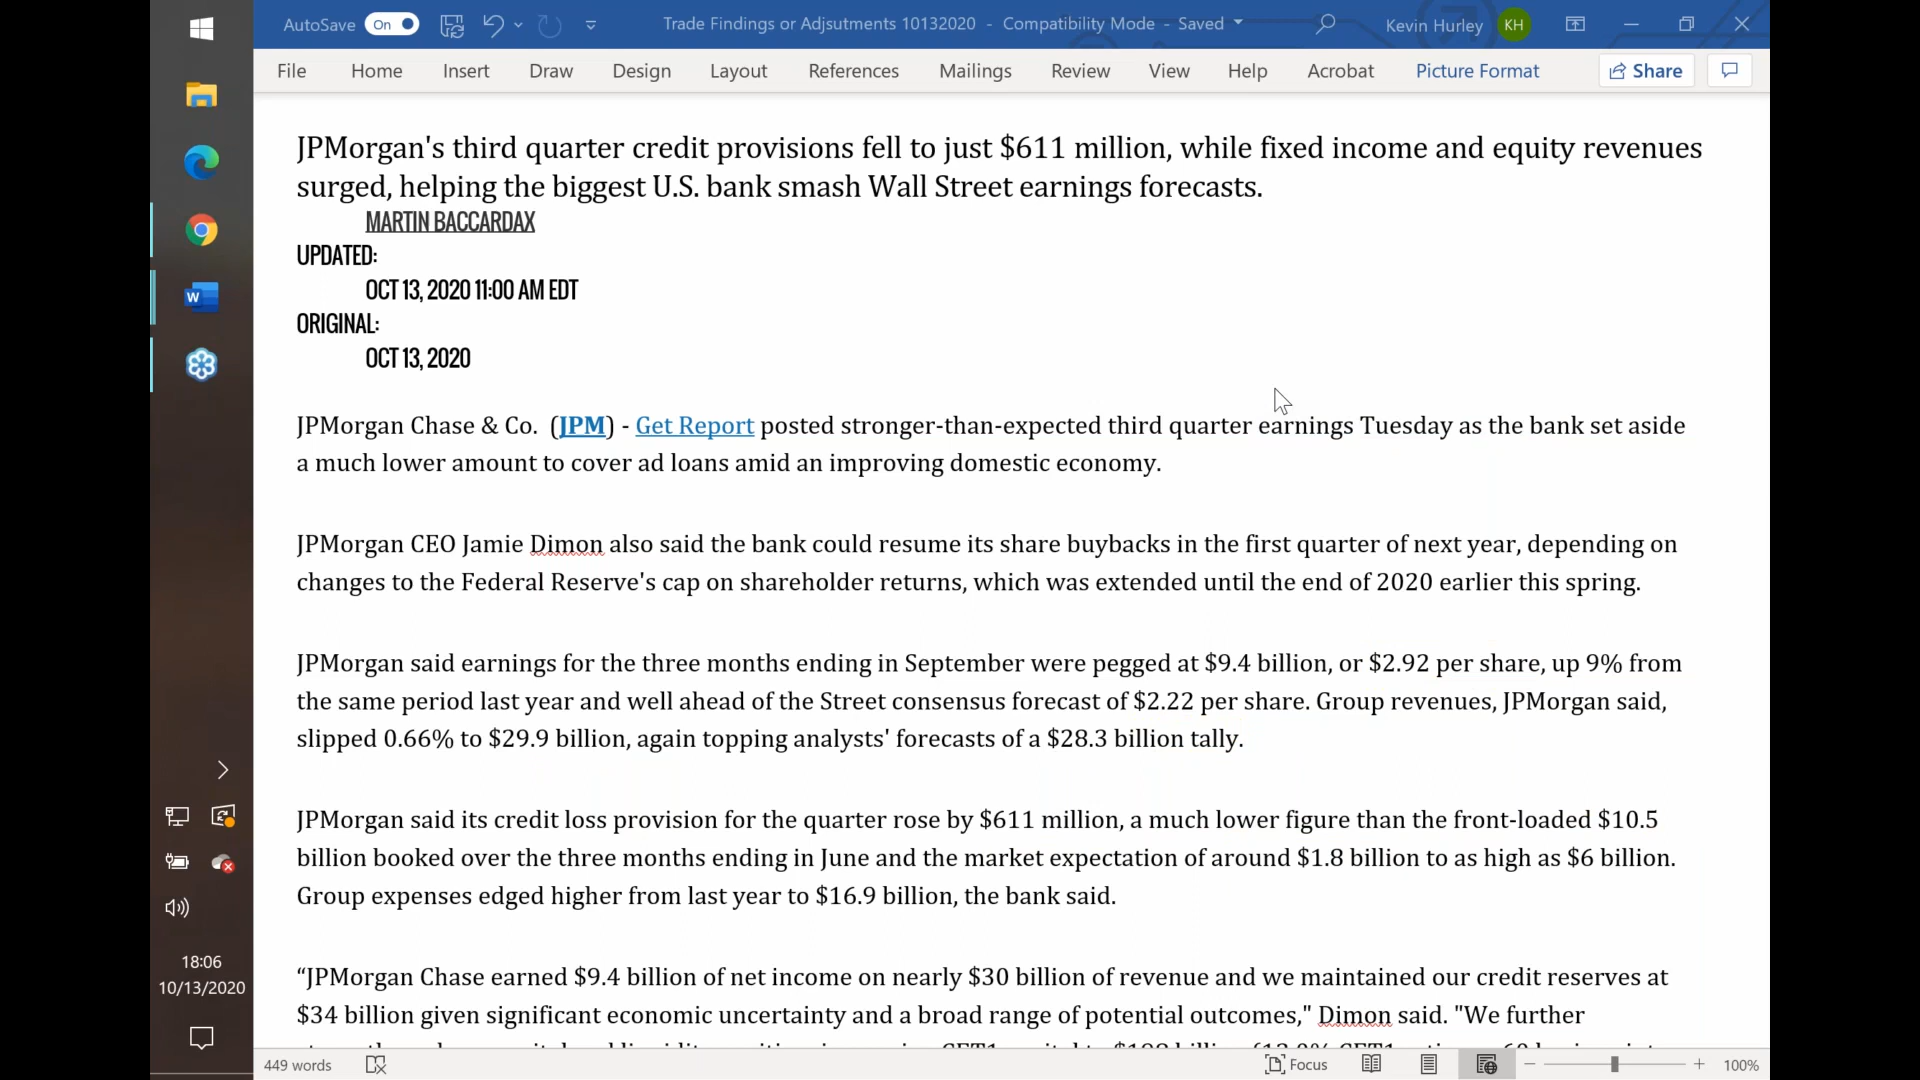 AutoSave On Trade Findings or Adjsutments 10132020 - Compatibility Mode - Saved Kevin Hurley KH
File Home Insert Draw Design Layout References Mailings Review View Help Acrobat Picture Format Share
JPMorgan's third quarter credit provisions fell to just $611 million, while fixed income and equity revenues
surged, helping the biggest U.S. bank smash Wall Street earnings forecasts.
MARTIN BACCARDAX
UPDATED:
OCT 13, 2020 11:00 AM EDT
ORIGINAL:
OCT 13, 2020
JPMorgan Chase & Co. (JPM) - Get Report posted stronger-than-expected third quarter earnings Tuesday as the bank set aside
a much lower amount to cover ad loans amid an improving domestic economy.
JPMorgan CEO Jamie Dimon also said the bank could resume its share buybacks in the first quarter of next year, depending on
changes to the Federal Reserve's cap on shareholder returns, which was extended until the end of 2020 earlier this spring.
JPMorgan said earnings for the three months ending in September were pegged at $9.4 billion, or $2.92 per share, up 9% from
the same period last year and well ahead of the Street consensus forecast of $2.22 per share. Group revenues, JPMorgan said,
slipped 0.66% to $29.9 billion, again topping analysts' forecasts of a $28.3 billion tally.
JPMorgan said its credit loss provision for the quarter rose by $611 million, a much lower figure than the front-loaded $10.5
billion booked over the three months ending in June and the market expectation of around $1.8 billion to as high as $6 billion.
Group expenses edged higher from last year to $16.9 billion, the bank said.
“JPMorgan Chase earned $9.4 billion of net income on nearly $30 billion of revenue and we maintained our credit reserves at
$34 billion given significant economic uncertainty and a broad range of potential outcomes," Dimon said. "We further
18:06
10/13/2020
449 words Focus 100%